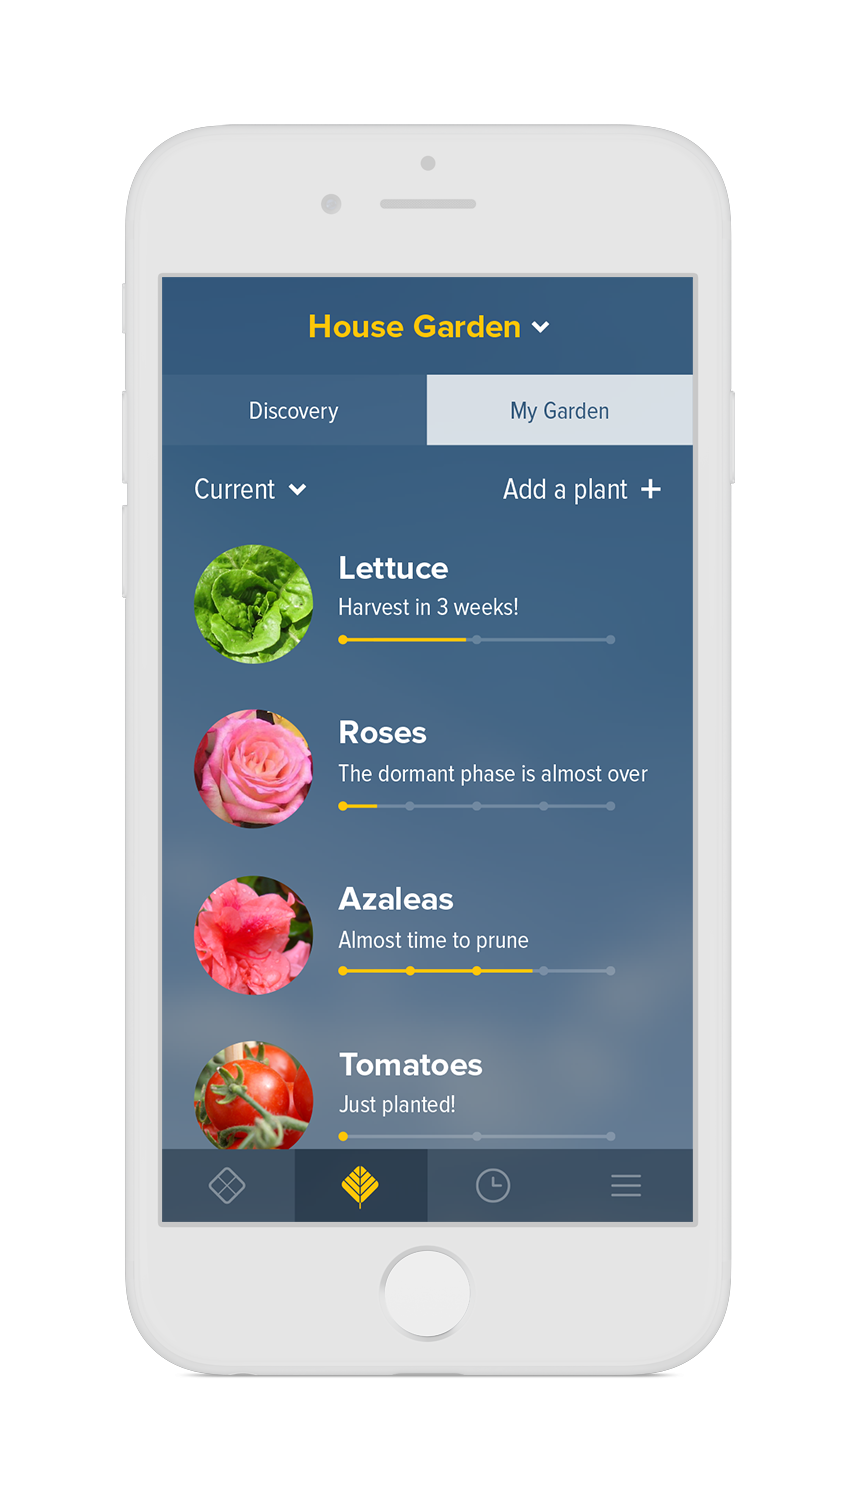 House Garden
Discovery
My Garden
Current
Add a plant +
Lettuce
Harvest in 3 weeks!
Roses
The dormant phase is almost over
Azaleas
Almost time to prune
Tomatoes
Just planted!